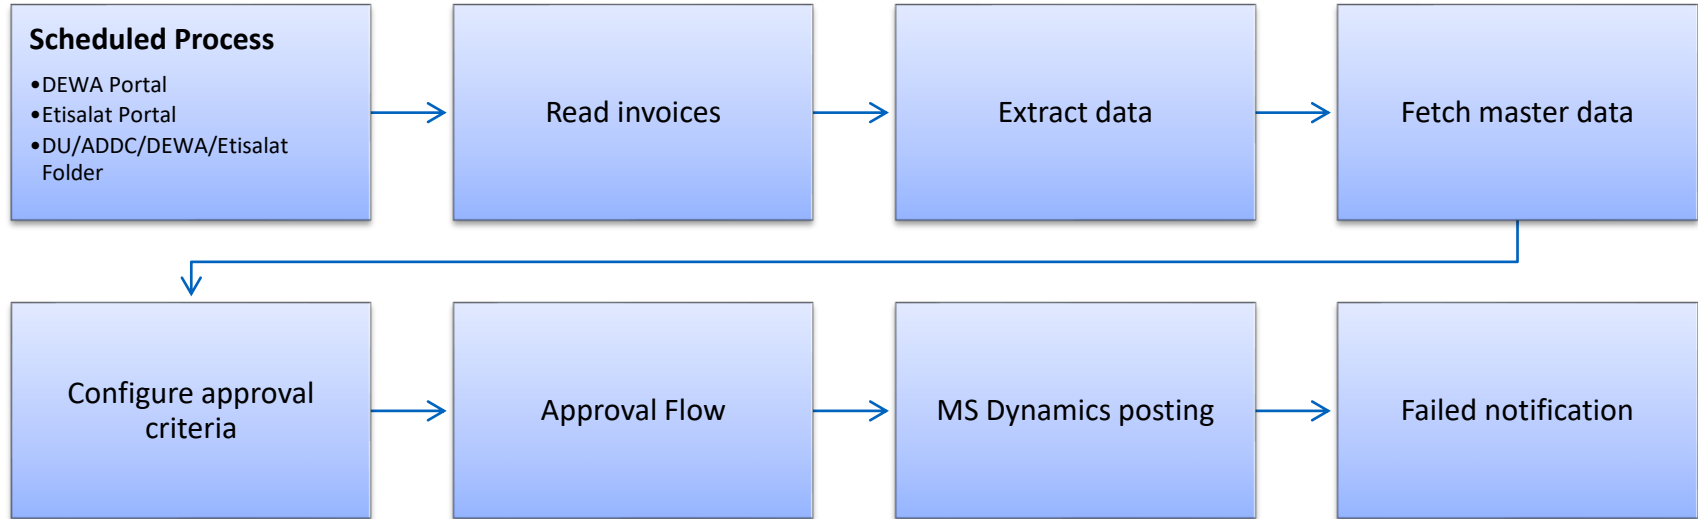 Scheduled Process
•DEWA Portal
•Etisalat Portal
•DU/ADDC/DEWA/Etisalat
Folder
Read invoices
Extract data
Fetch master data
Configure approval
criteria
Approval Flow
MS Dynamics posting
Failed notification